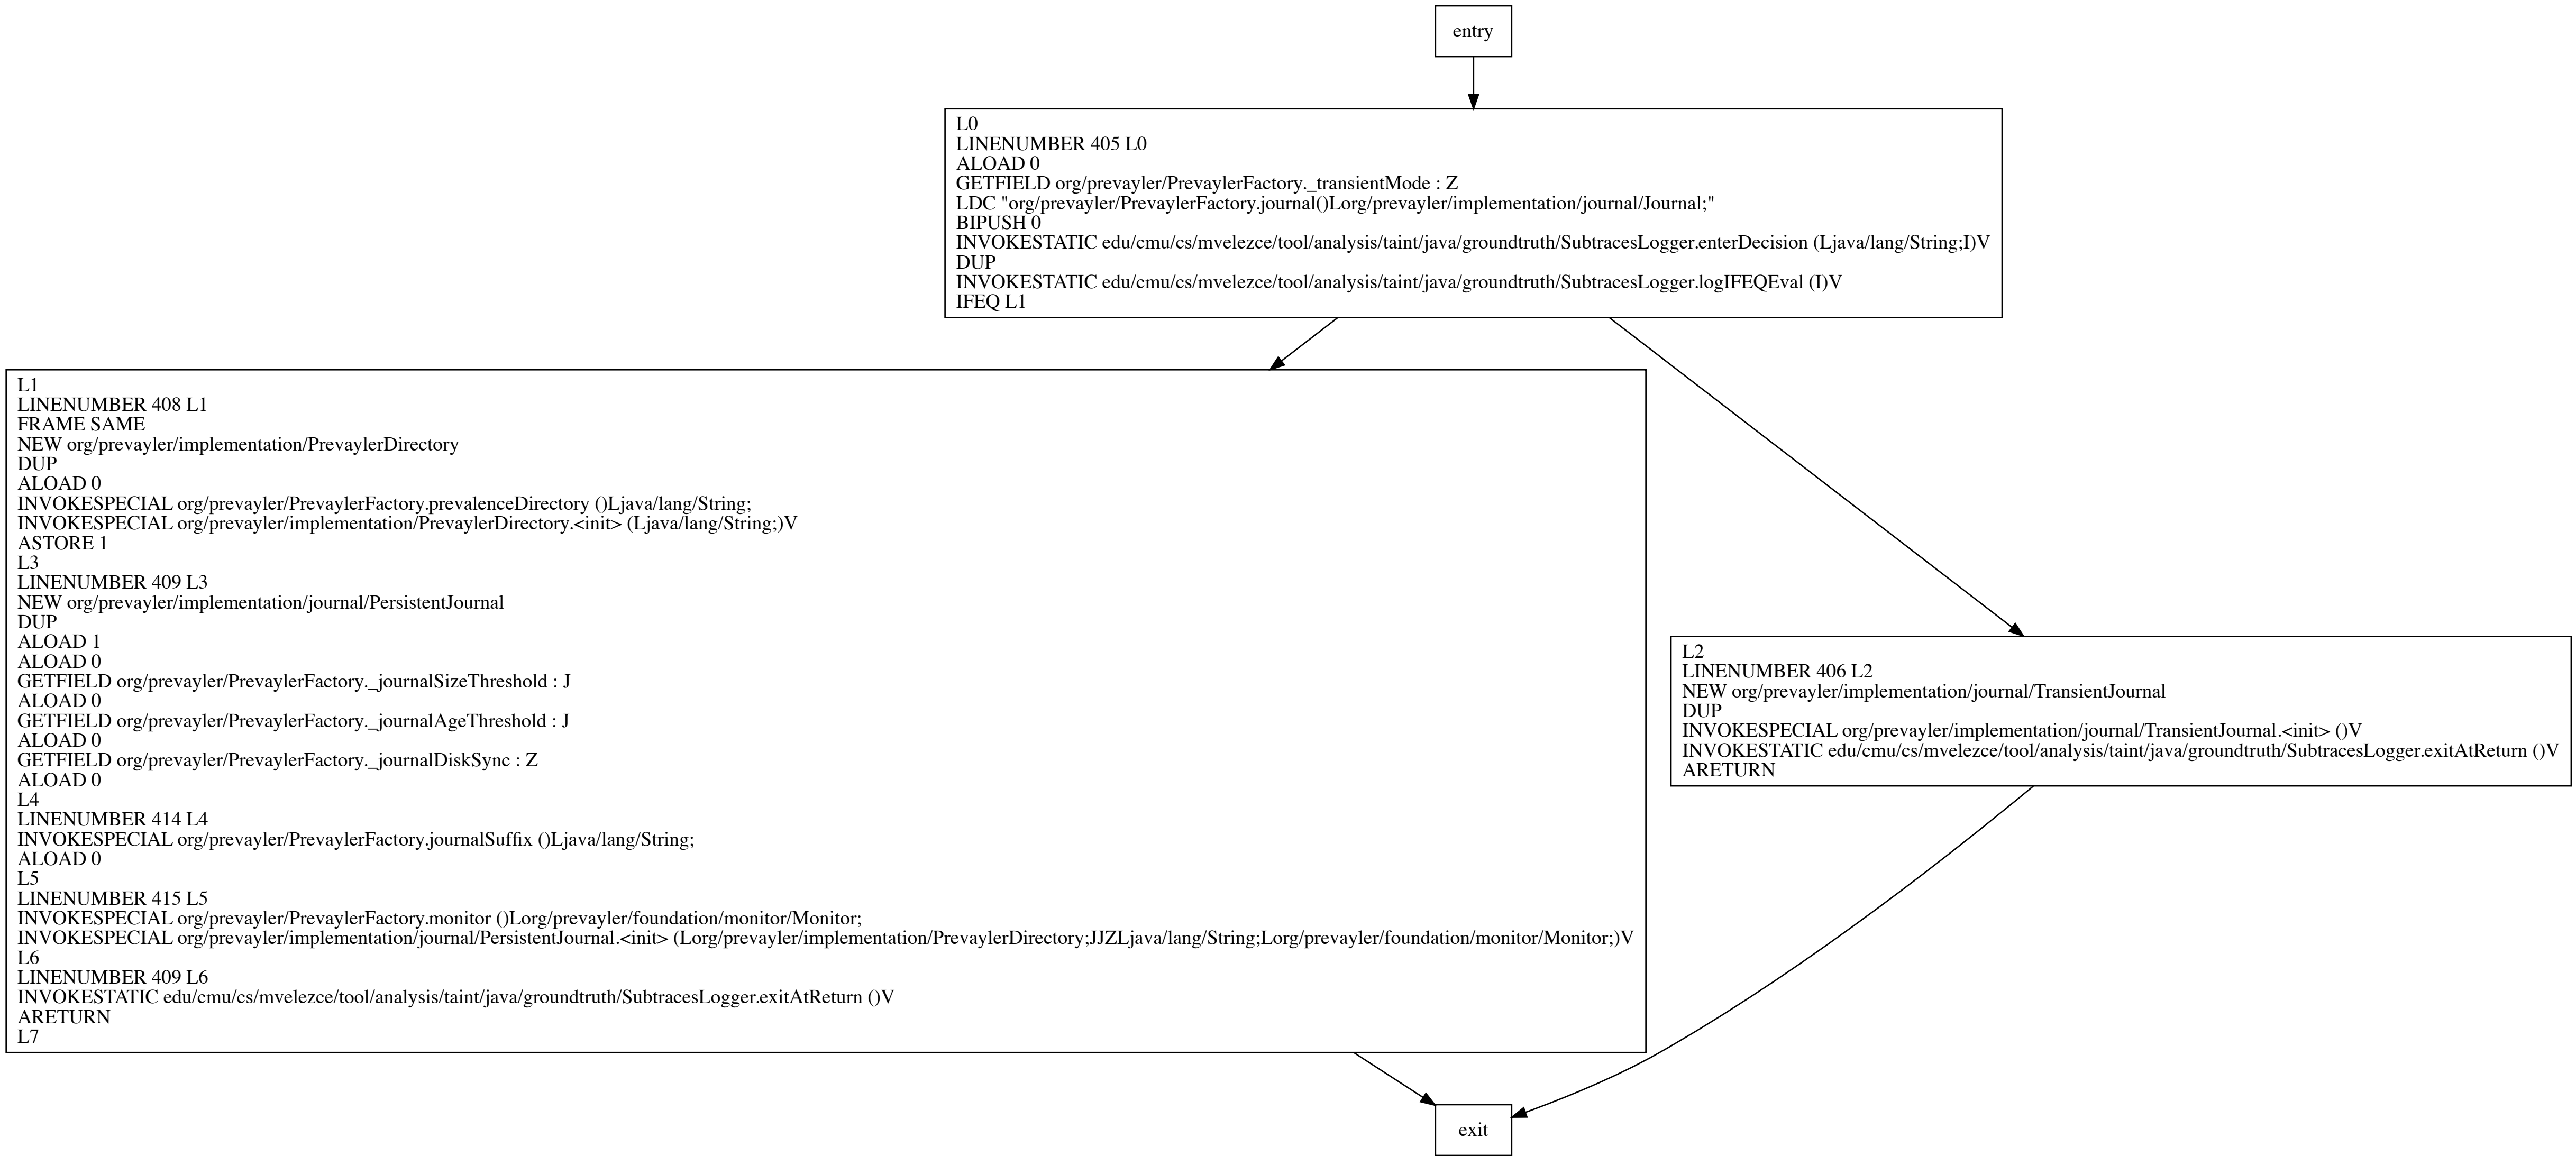 entry
L0
LINENUMBER 405 L0
ALOAD 0
GETFIELD org/prevayler/PrevaylerFactory._transientMode : Z
LDC "org/prevayler/PrevaylerFactory.journal()Lorg/prevayler/implementation/journal/Journal;"
BIPUSH 0
INVOKESTATIC edu/cmu/cs/mvelezce/tool/analysis/taint/java/groundtruth/SubtracesLogger.enterDecision (Ljava/lang/String;I)V
DUP
INVOKESTATIC edu/cmu/cs/mvelezce/tool/analysis/taint/java/groundtruth/SubtracesLogger.logIFEQEval (I)V
IFEQ L1
L1
LINENUMBER 408 L1
FRAME SAME
NEW org/prevayler/implementation/PrevaylerDirectory
DUP
ALOAD 0
INVOKESPECIAL org/prevayler/PrevaylerFactory.prevalenceDirectory ()Ljava/lang/String;
INVOKESPECIAL org/prevayler/implementation/PrevaylerDirectory.<init> (Ljava/lang/String;)V
ASTORE 1
L3
LINENUMBER 409 L3
NEW org/prevayler/implementation/journal/PersistentJournal
DUP
ALOAD 1
ALOAD 0
GETFIELD org/prevayler/PrevaylerFactory._journalSizeThreshold : J
ALOAD 0
GETFIELD org/prevayler/PrevaylerFactory._journalAgeThreshold : J
ALOAD 0
GETFIELD org/prevayler/PrevaylerFactory._journalDiskSync : Z
ALOAD 0
L4
LINENUMBER 414 L4
INVOKESPECIAL org/prevayler/PrevaylerFactory.journalSuffix ()Ljava/lang/String;
ALOAD 0
L5
LINENUMBER 415 L5
INVOKESPECIAL org/prevayler/PrevaylerFactory.monitor ()Lorg/prevayler/foundation/monitor/Monitor;
INVOKESPECIAL org/prevayler/implementation/journal/PersistentJournal.<init> (Lorg/prevayler/implementation/PrevaylerDirectory;JJZLjava/lang/String;Lorg/prevayler/foundation/monitor/Monitor;)V
L6
LINENUMBER 409 L6
INVOKESTATIC edu/cmu/cs/mvelezce/tool/analysis/taint/java/groundtruth/SubtracesLogger.exitAtReturn ()V
ARETURN
L7
L2
LINENUMBER 406 L2
NEW org/prevayler/implementation/journal/TransientJournal
DUP
INVOKESPECIAL org/prevayler/implementation/journal/TransientJournal.<init> ()V
INVOKESTATIC edu/cmu/cs/mvelezce/tool/analysis/taint/java/groundtruth/SubtracesLogger.exitAtReturn ()V
ARETURN
exit